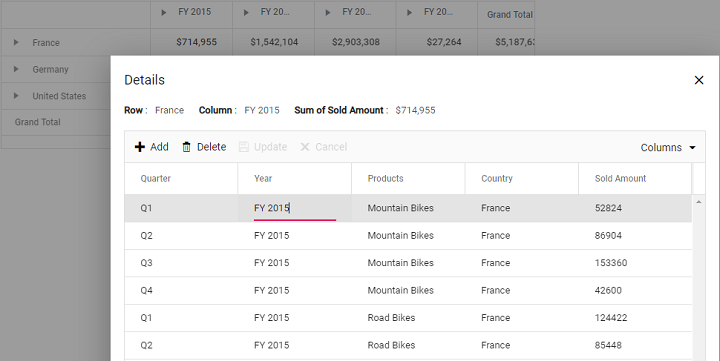 FY 2015 FY 20... FY 20... FY 20... Grand Total
France $714,955 $1,542,104 $2,903,308 $27,264 $5,187,63
Germany
United States
Grand Total
Details
Row : France Column : FY 2015 Sum of Sold Amount : $714,955
Add Delete Update Cancel Columns
Quarter Year Products Country Sold Amount
Q1 FY 2015 Mountain Bikes France 52824
Q2 FY 2015 Mountain Bikes France 86904
Q3 FY 2015 Mountain Bikes France 153360
Q4 FY 2015 Mountain Bikes France 42600
Q1 FY 2015 Road Bikes France 124422
Q2 FY 2015 Road Bikes France 85448